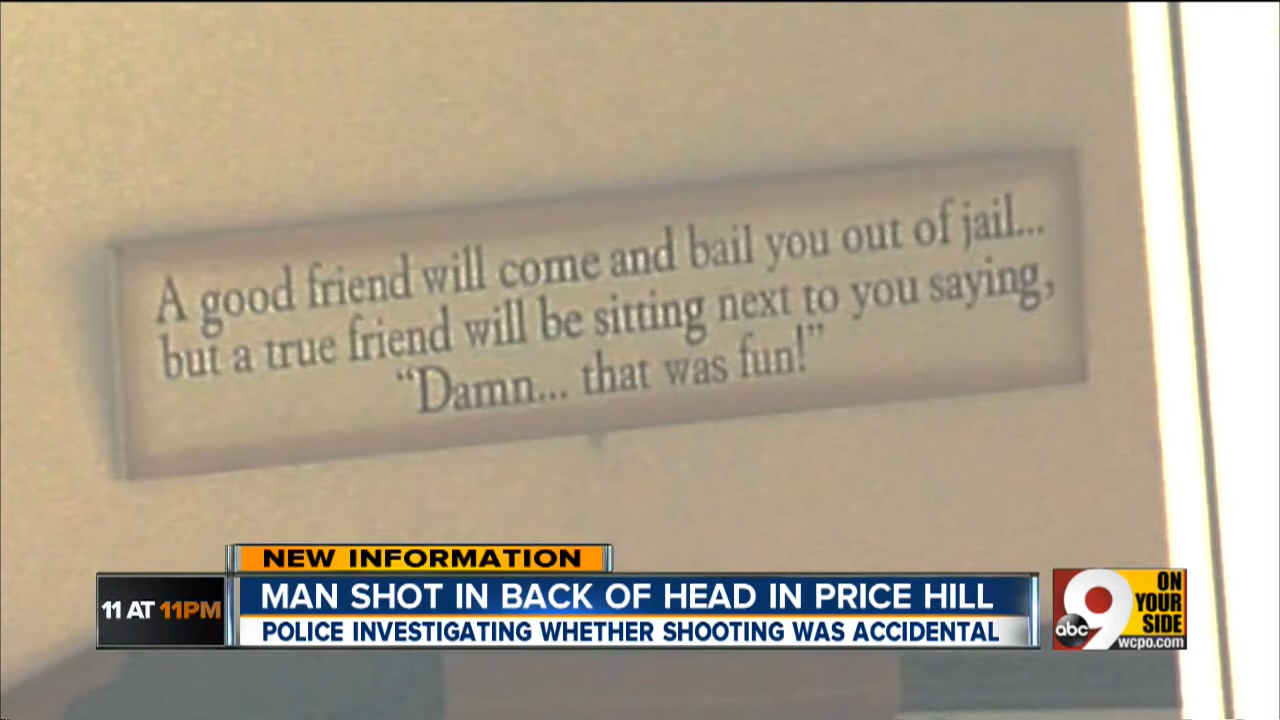 A good friend will come and bail you out of jail...
but a true friend will be sitting next to you saying,
“Damn... that was fun!”
NEW INFORMATION
11 AT 11PM
MAN SHOT IN BACK OF HEAD IN PRICE HILL
POLICE INVESTIGATING WHETHER SHOOTING WAS ACCIDENTAL
abc 9
ON
YOUR
SIDE
wcpo.com